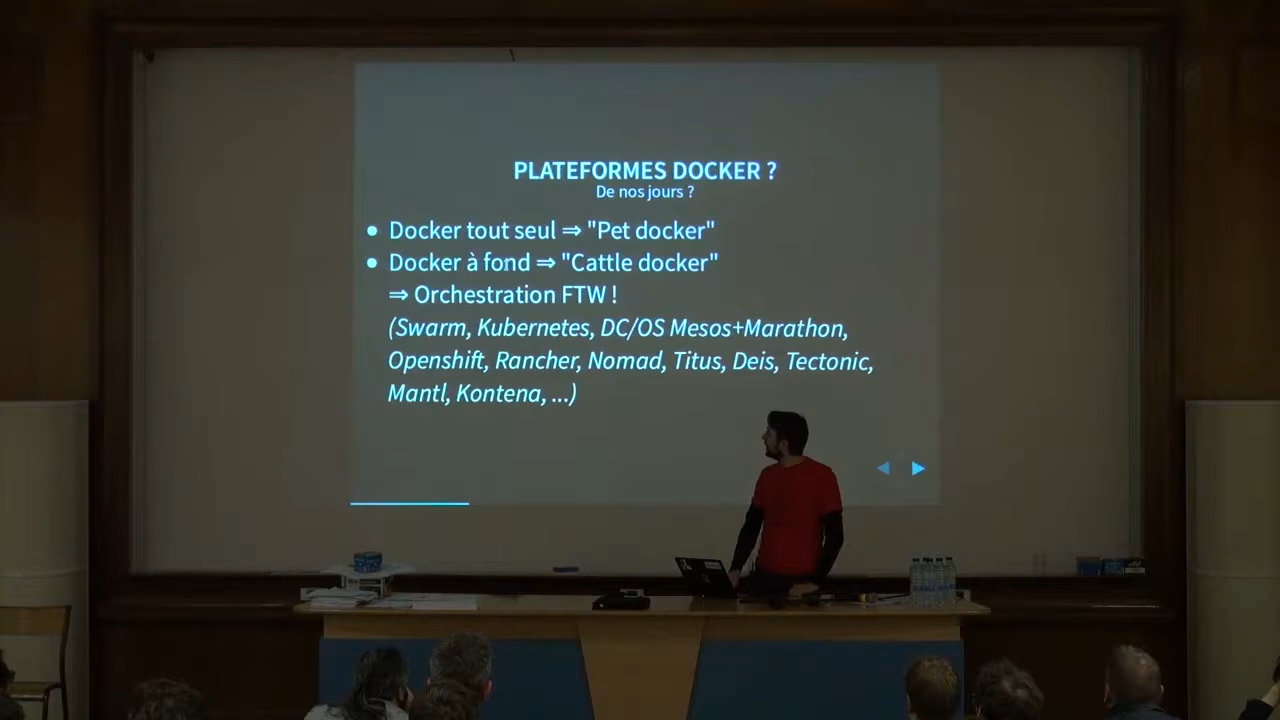 PLATEFORMES DOCKER ?
De nos jours ?
● Docker tout seul ⇒ "Pet docker"
● Docker à fond ⇒ "Cattle docker"
⇒ Orchestration FTW !
(Swarm, Kubernetes, DC/OS Mesos+Marathon,
Openshift, Rancher, Nomad, Titus, Deis, Tectonic,
Mantl, Kontena, ...)